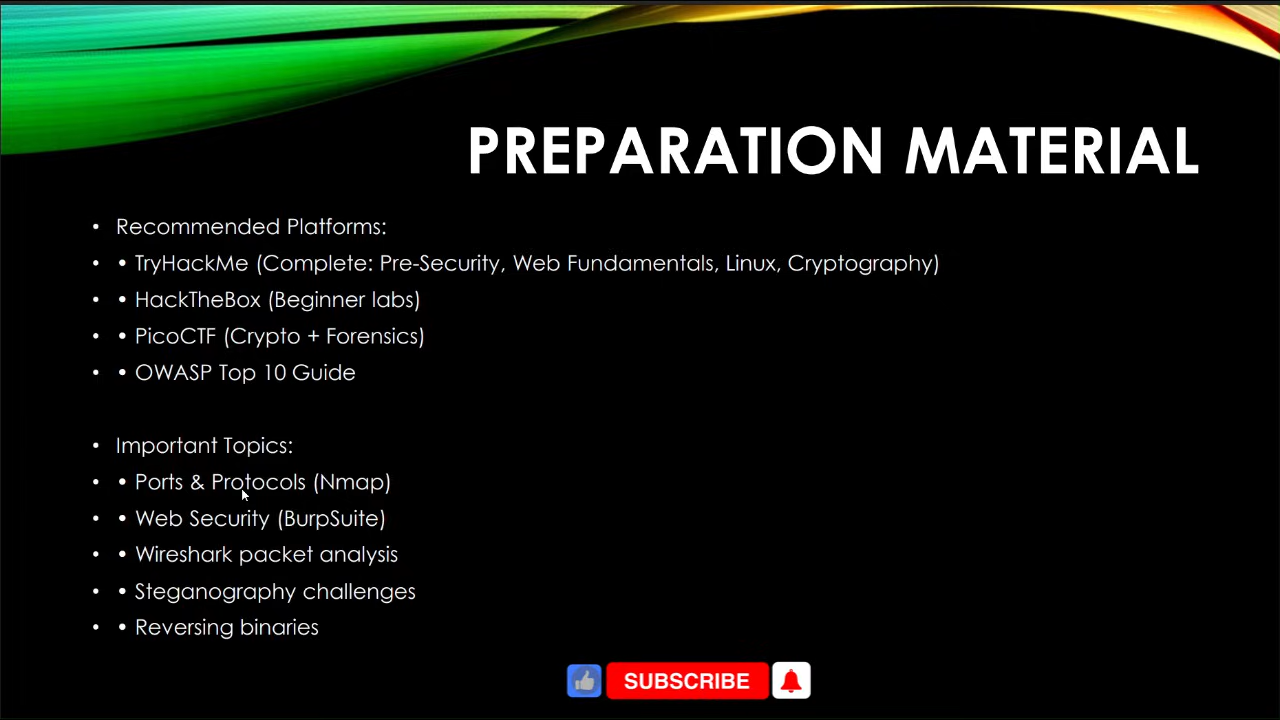 PREPARATION MATERIAL
• Recommended Platforms:
• • TryHackMe (Complete: Pre-Security, Web Fundamentals, Linux, Cryptography)
• • HackTheBox (Beginner labs)
• • PicoCTF (Crypto + Forensics)
• • OWASP Top 10 Guide
• Important Topics:
• • Ports & Protocols (Nmap)
• • Web Security (BurpSuite)
• • Wireshark packet analysis
• • Steganography challenges
• • Reversing binaries
SUBSCRIBE